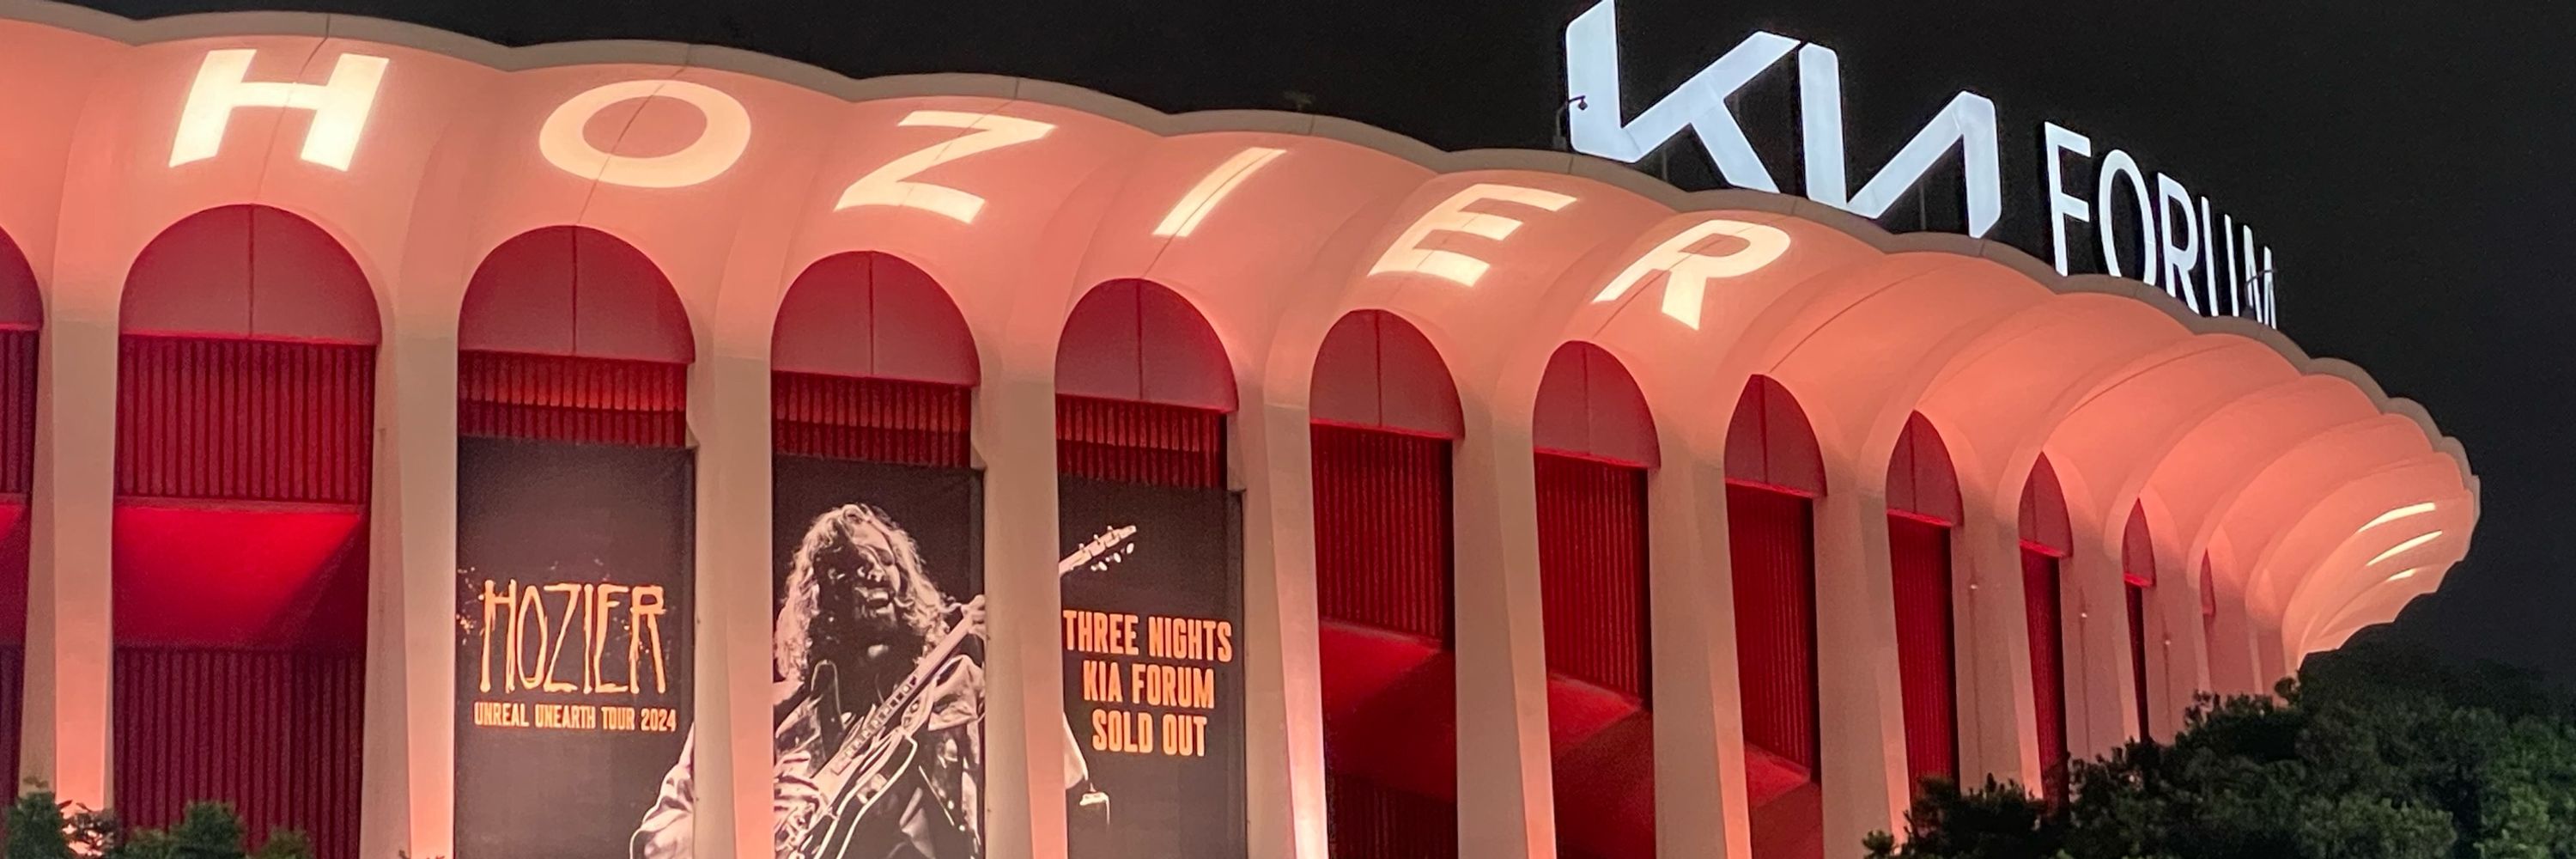 HOZIER
KIA FORUM
HOZIER
UNREAL UNEARTH TOUR 2024
THREE NIGHTS
KIA FORUM
SOLD OUT